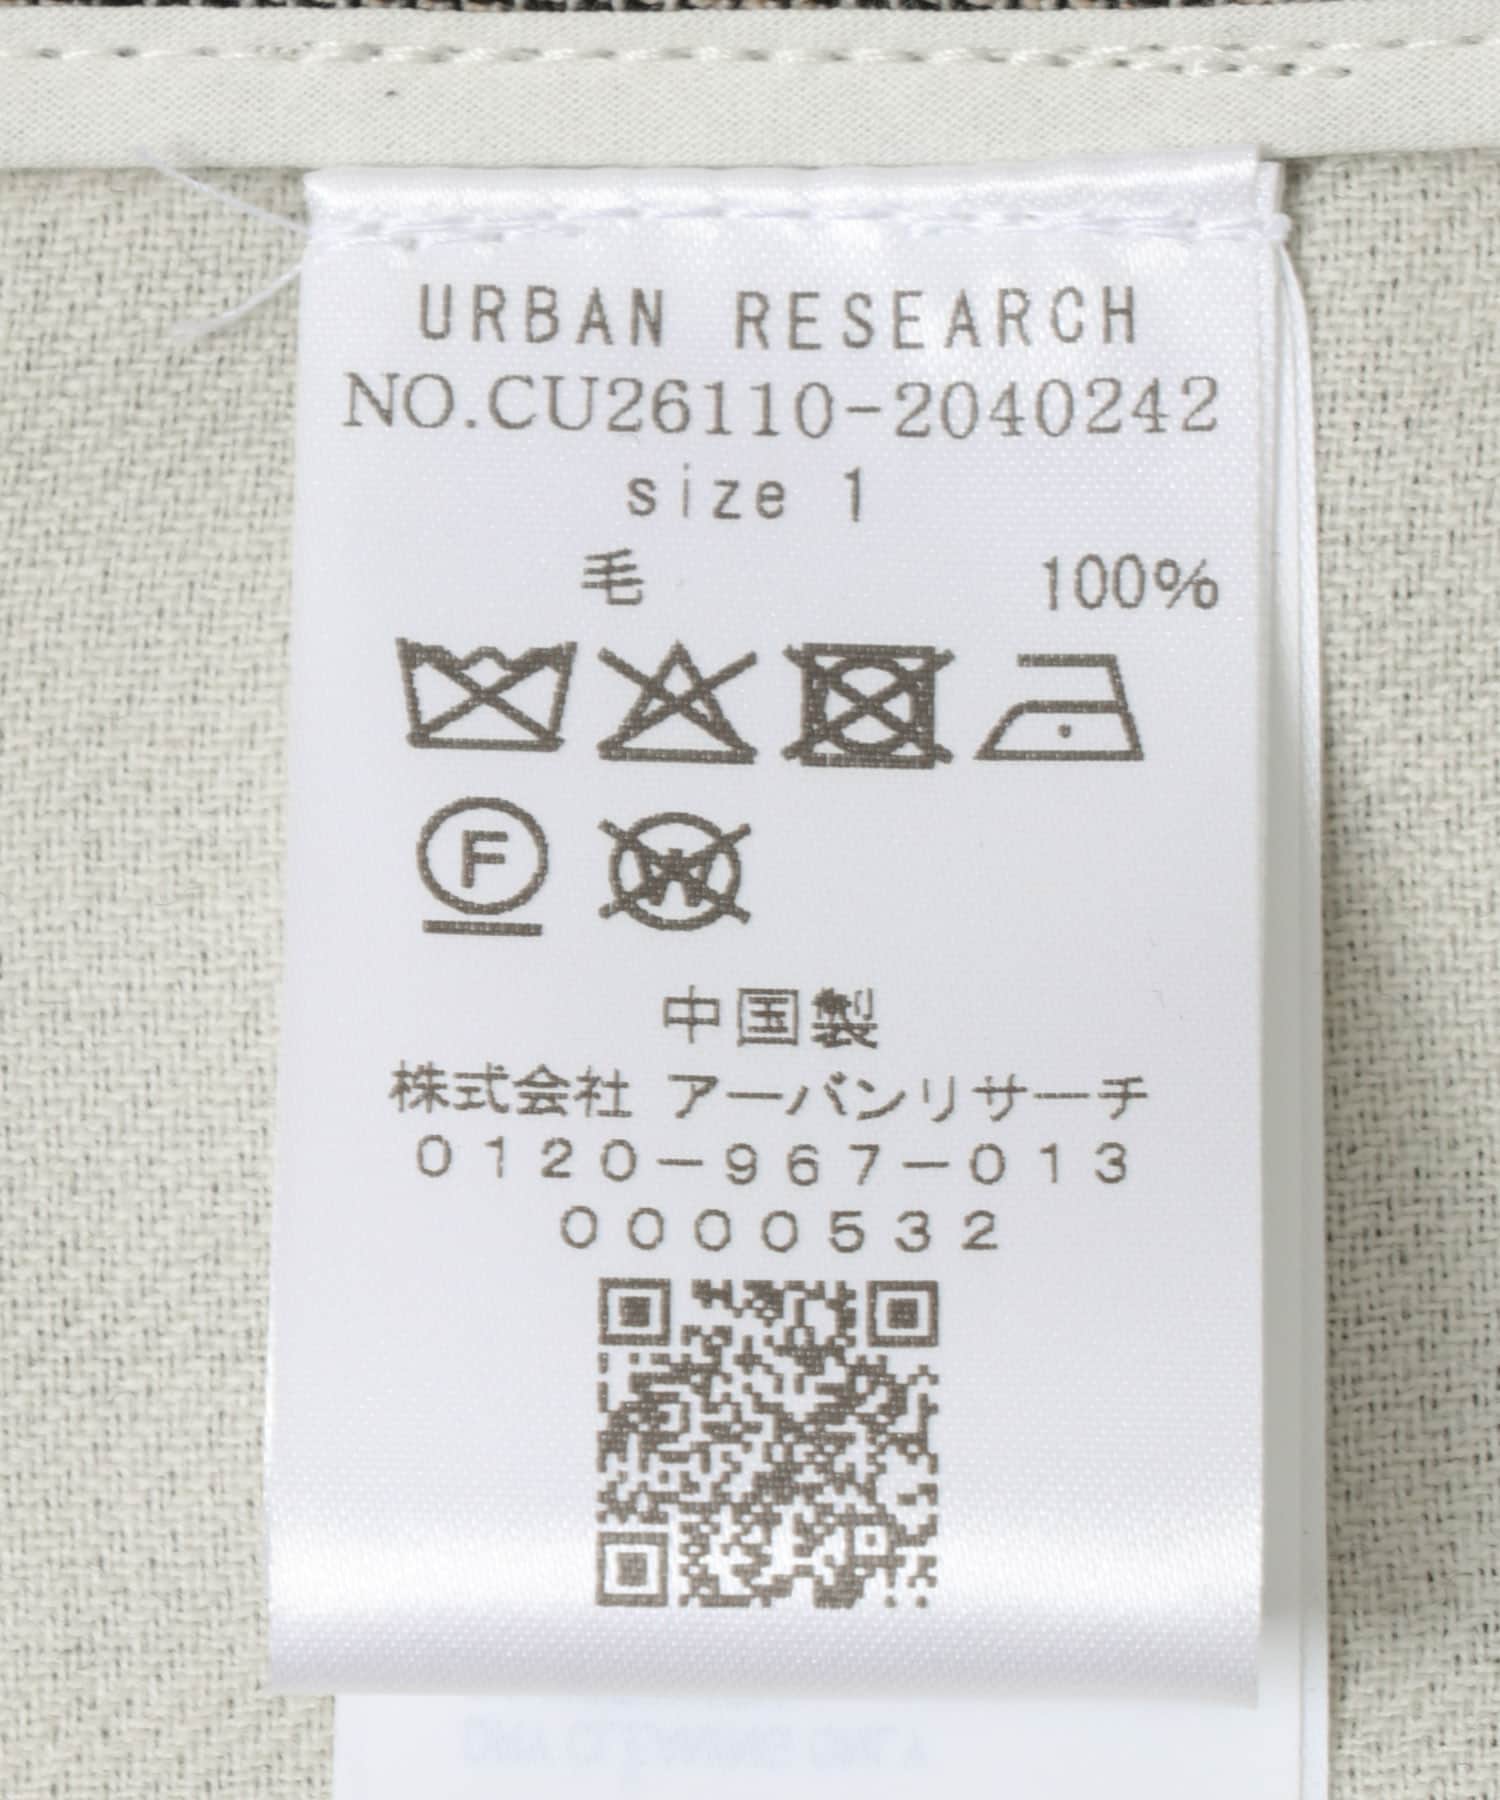 URBAN RESEARCH
NO.CU26110-2040242
size 1
毛 100%
F W
中国製
株式会社 アーバンリサーチ
0120-967-013
0000532